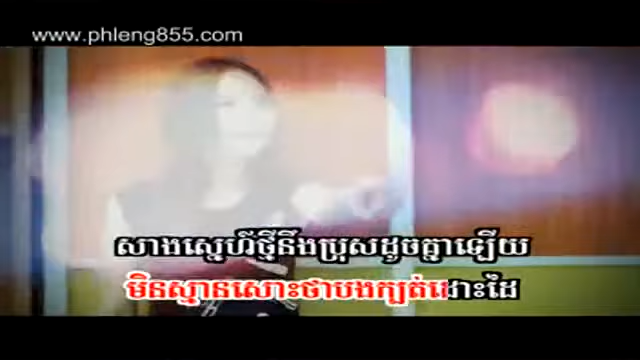 www.phleng855.com
សាងស្នេហ៍ថ្មីនឹងប្រុសដូចគ្នាឡើយ
មិនស្មានសោះថាបងក្បត់ដោះដៃ